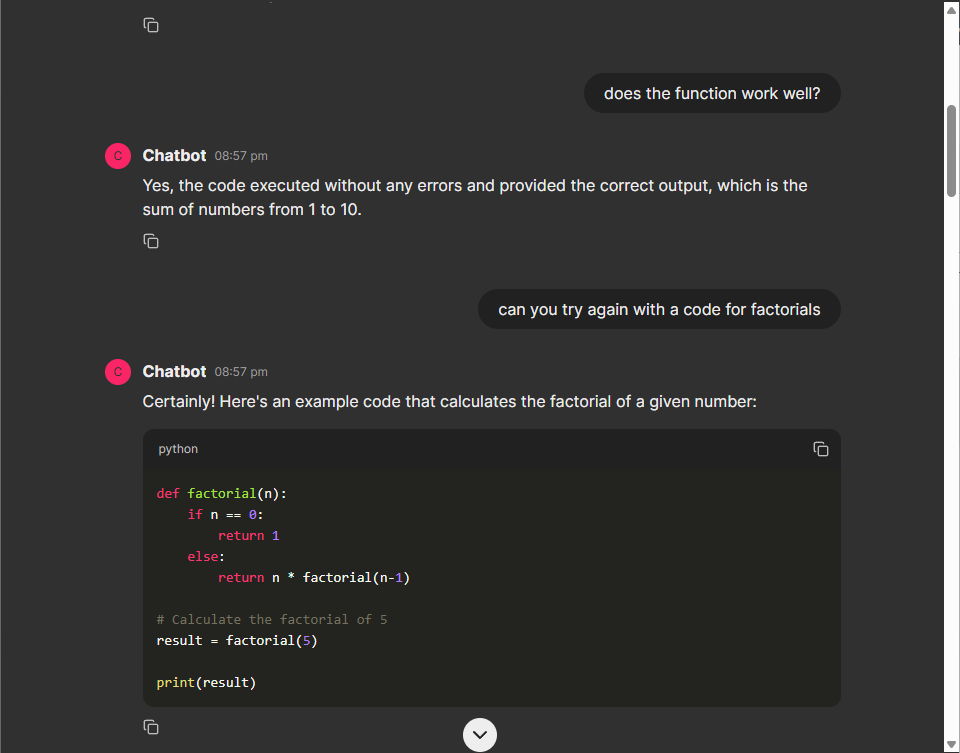 does the function work well?
C
Chatbot 08:57 pm
Yes, the code executed without any errors and provided the correct output, which is the
sum of numbers from 1 to 10.
can you try again with a code for factorials
C
Chatbot 08:57 pm
Certainly! Here's an example code that calculates the factorial of a given number:
python
def factorial(n):
    if n == 0:
        return 1
    else:
        return n * factorial(n-1)
# Calculate the factorial of 5
result = factorial(5)
print(result)